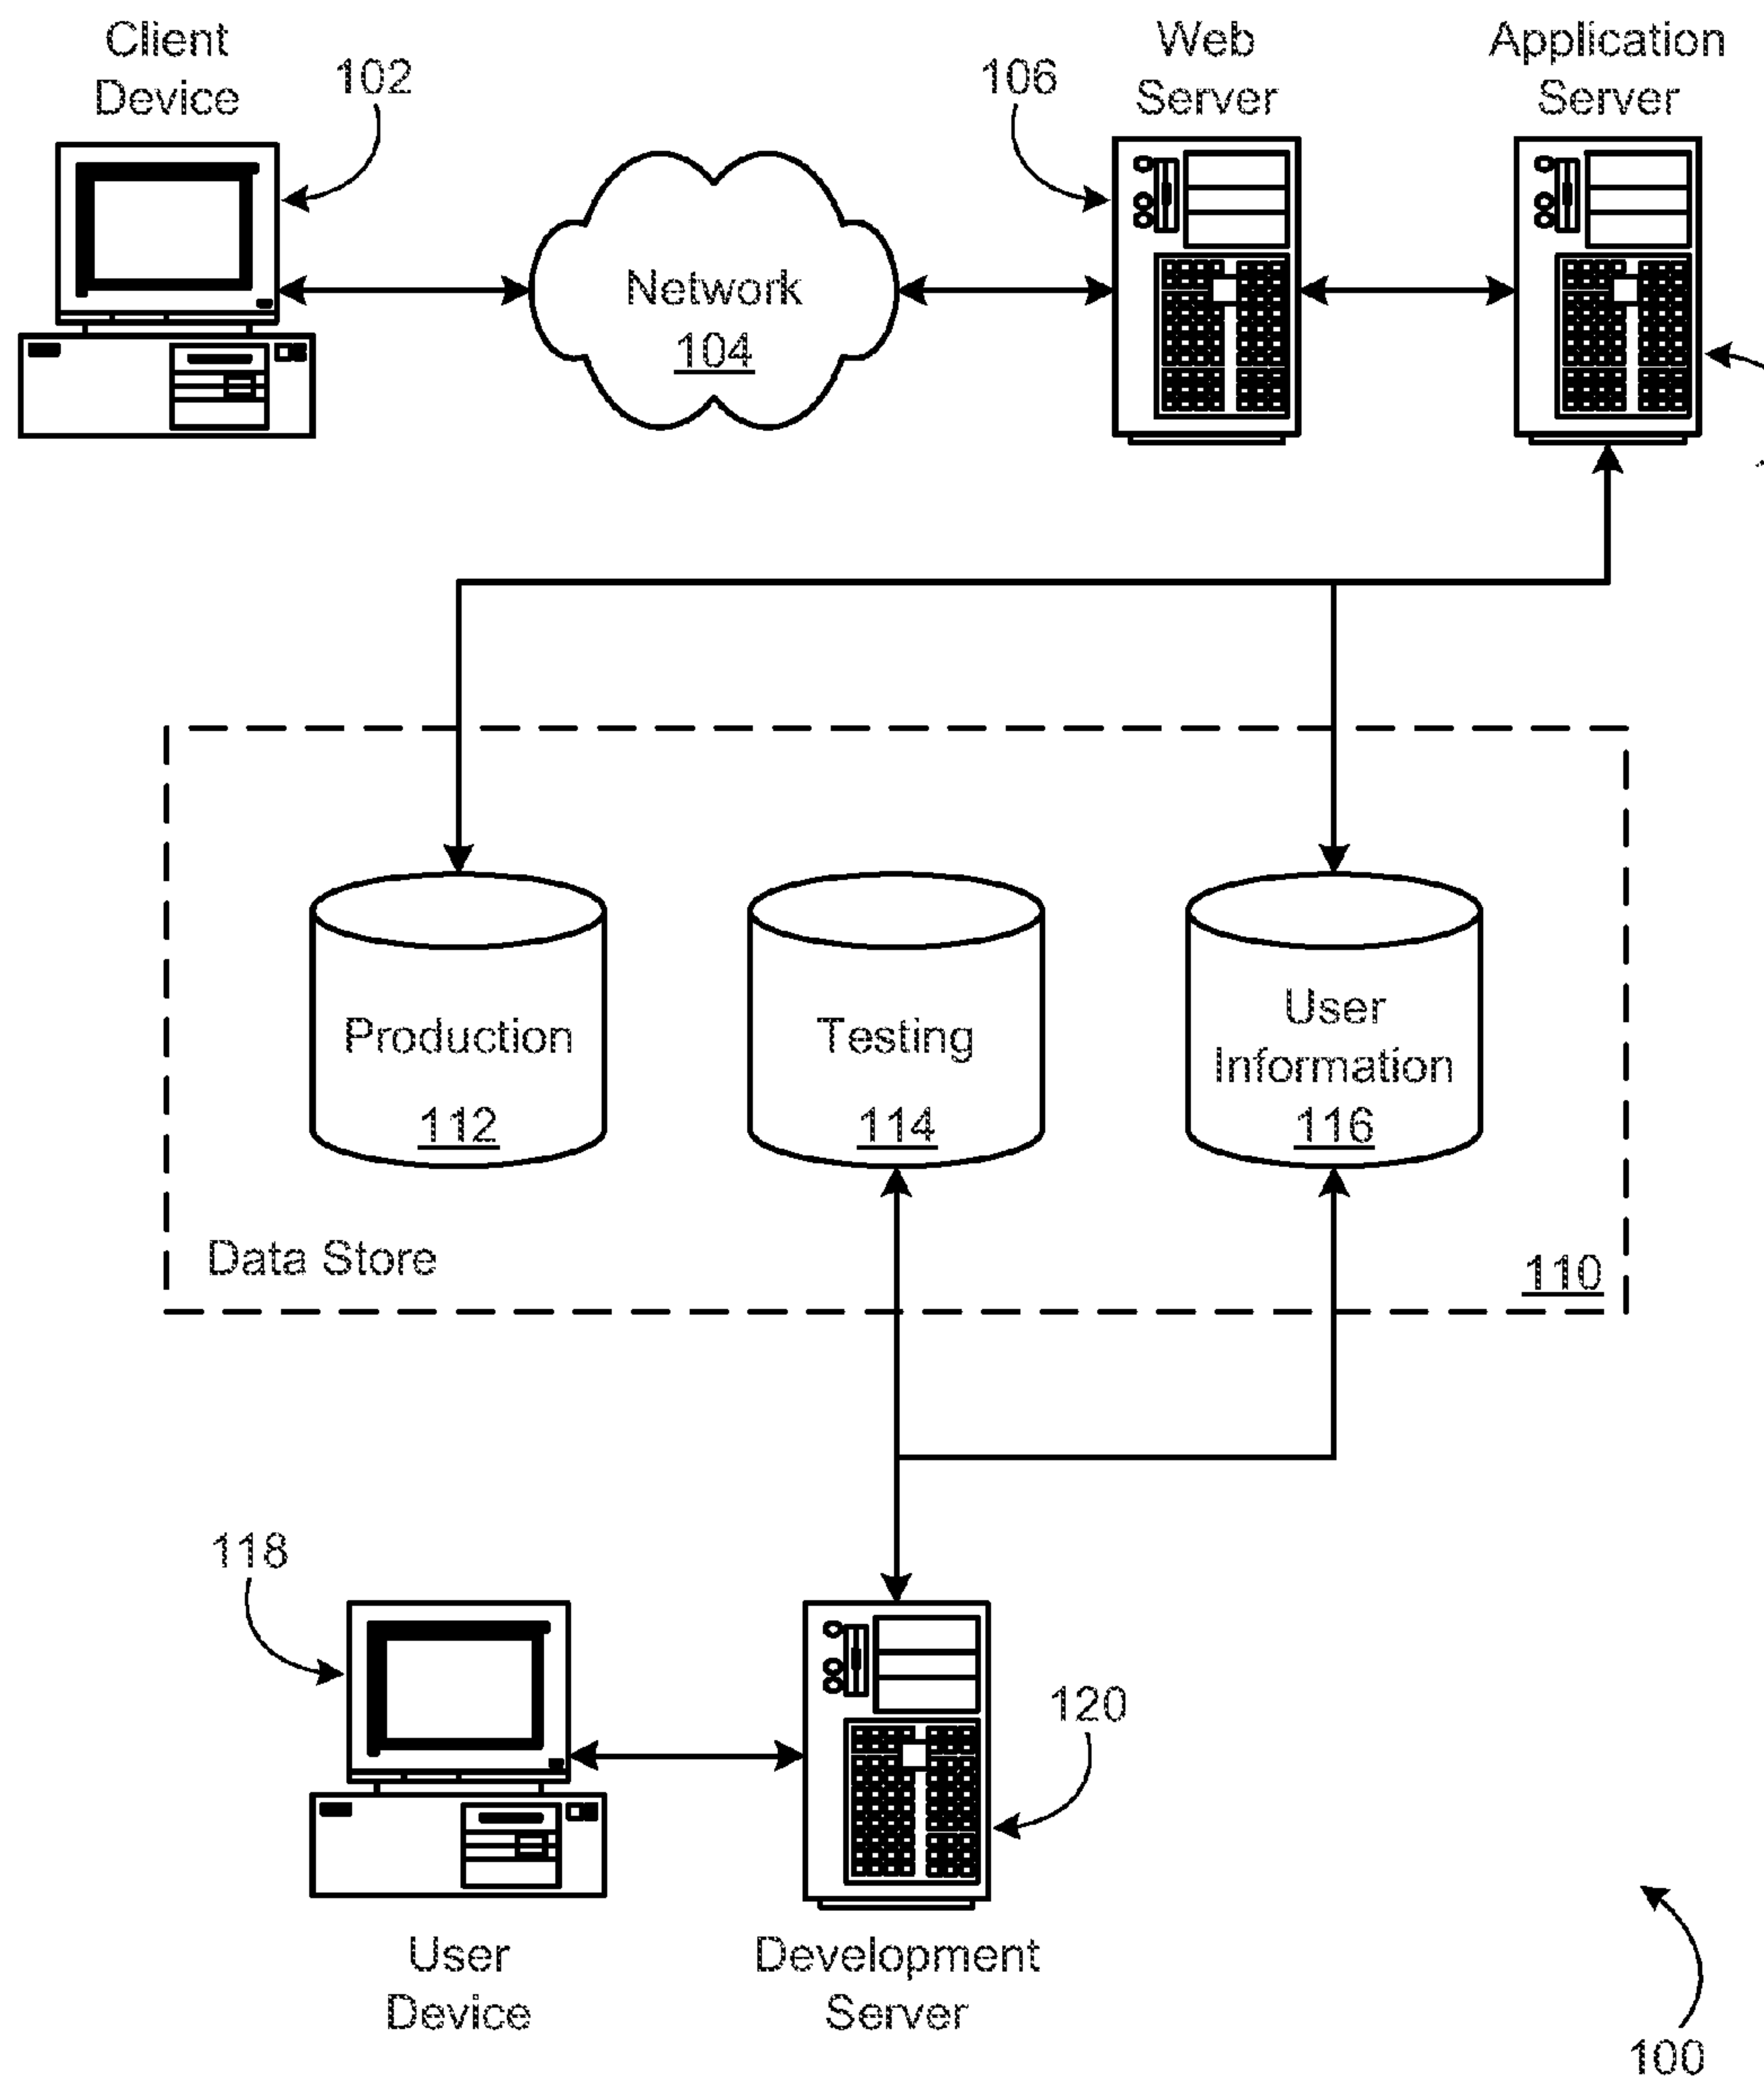 Client
Device
102
106
Web
Server
Application
Server
Network
104
Production
112
Testing
114
User
Information
116
Data Store
110
118
120
User
Device
Development
Server
100